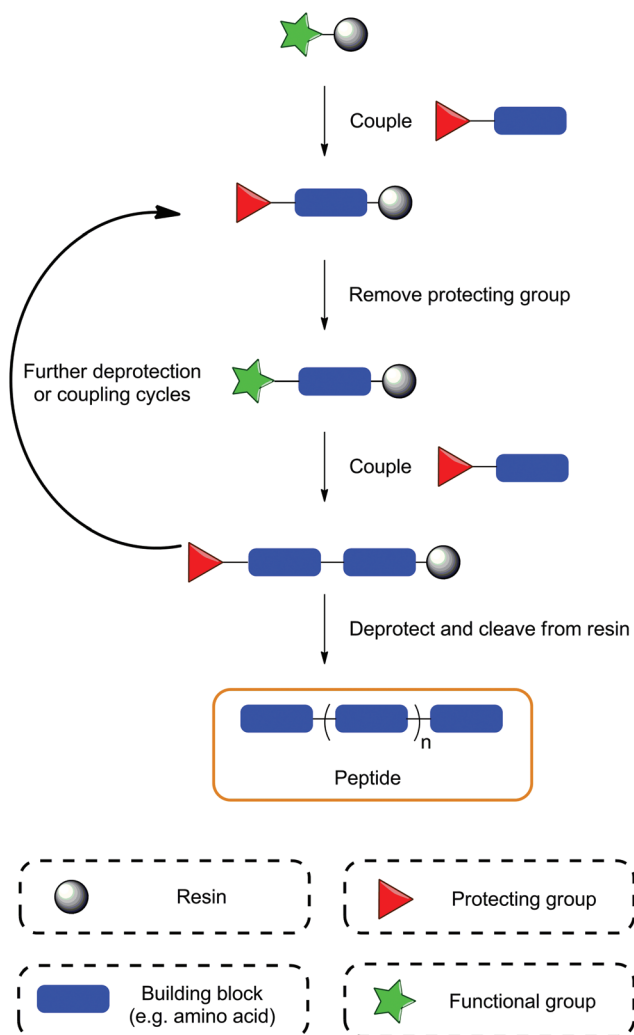 Couple
Remove protecting group
Further deprotection
or coupling cycles
Couple
Deprotect and cleave from resin
n
Peptide
Resin
Protecting group
Building block
(e.g. amino acid)
Functional group